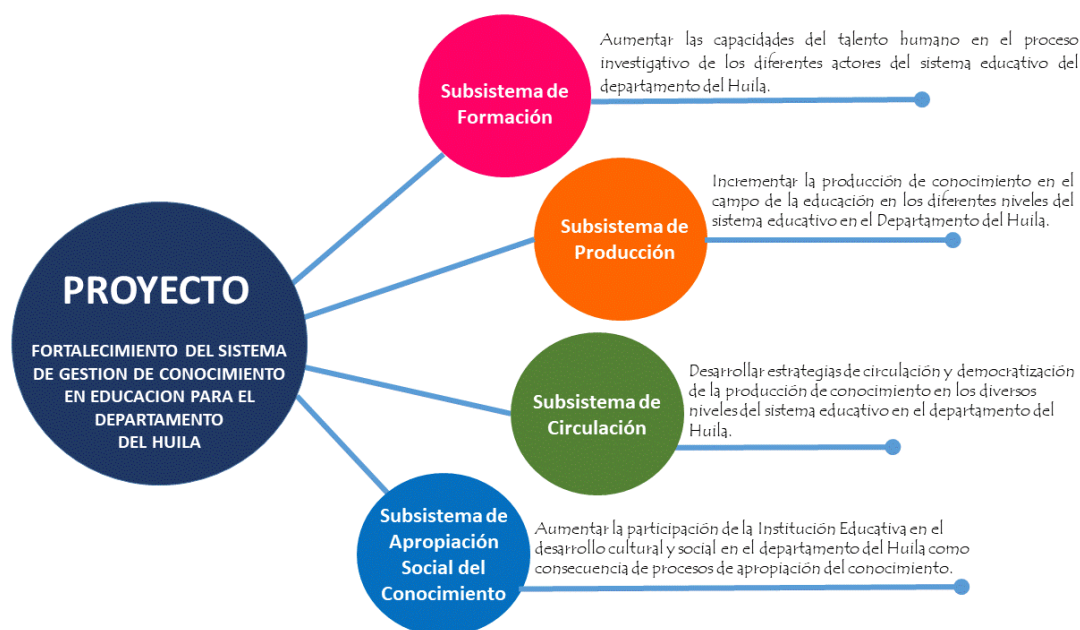 PROYECTO
FORTALECIMIENTO DEL SISTEMA
DE GESTION DE CONOCIMIENTO
EN EDUCACION PARA EL
DEPARTAMENTO
DEL HUILA
Subsistema de
Formación
Aumentar las capacidades del talento humano en el proceso
investigativo de los diferentes actores del sistema educativo del
departamento del Huila.
Subsistema de
Producción
Incrementar la producción de conocimiento en el
campo de la educación en los diferentes niveles del
sistema educativo en el Departamento del Huila.
Subsistema de
Circulación
Desarrollar estrategias de circulación y democratización
de la producción de conocimiento en los diversos
niveles del sistema educativo en el departamento del
Huila.
Subsistema de
Apropiación
Social del
Conocimiento
Aumentar la participación de la Institución Educativa en el
desarrollo cultural y social en el departamento del Huila como
consecuencia de procesos de apropiación del conocimiento.